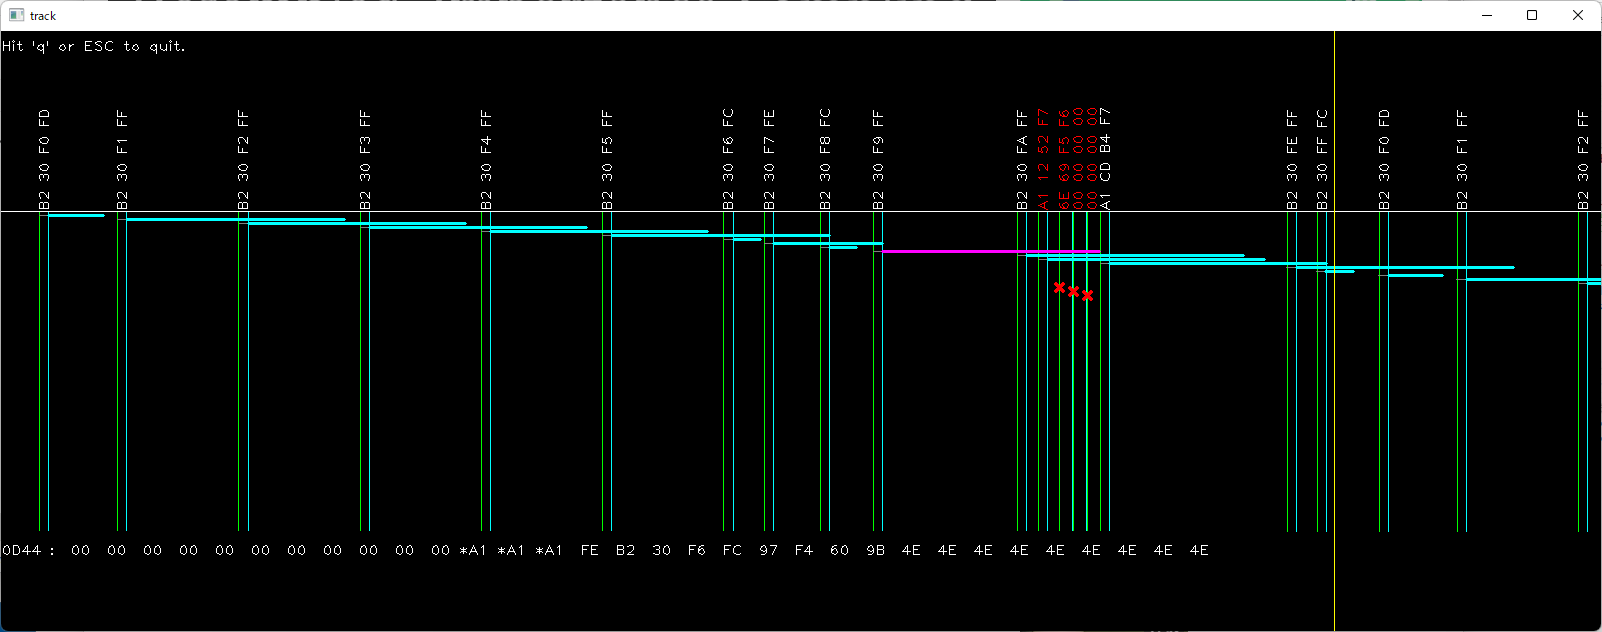 track
Hit 'q' or ESC to quit.
B2 30 F0 FD
B2 30 F1 FF
B2 30 F2 FF
B2 30 F3 FF
B2 30 F4 FF
B2 30 F5 FF
B2 30 F6 FC
B2 30 F7 FE
B2 30 F8 FC
B2 30 F9 FF
B2 30 FA FF
A1 12 52 F7
6E 69 F5 F6
00 00 00 00
00 00 00 00
A1 CD B4 F7
B2 30 FE FF
B2 30 FF FC
B2 30 F0 FD
B2 30 F1 FF
B2 30 F2 FF
0D44 : 00 00 00 00 00 00 00 00 00 00 00 *A1 *A1 *A1 FE B2 30 F6 FC 97 F4 60 9B 4E 4E 4E 4E 4E 4E 4E 4E 4E